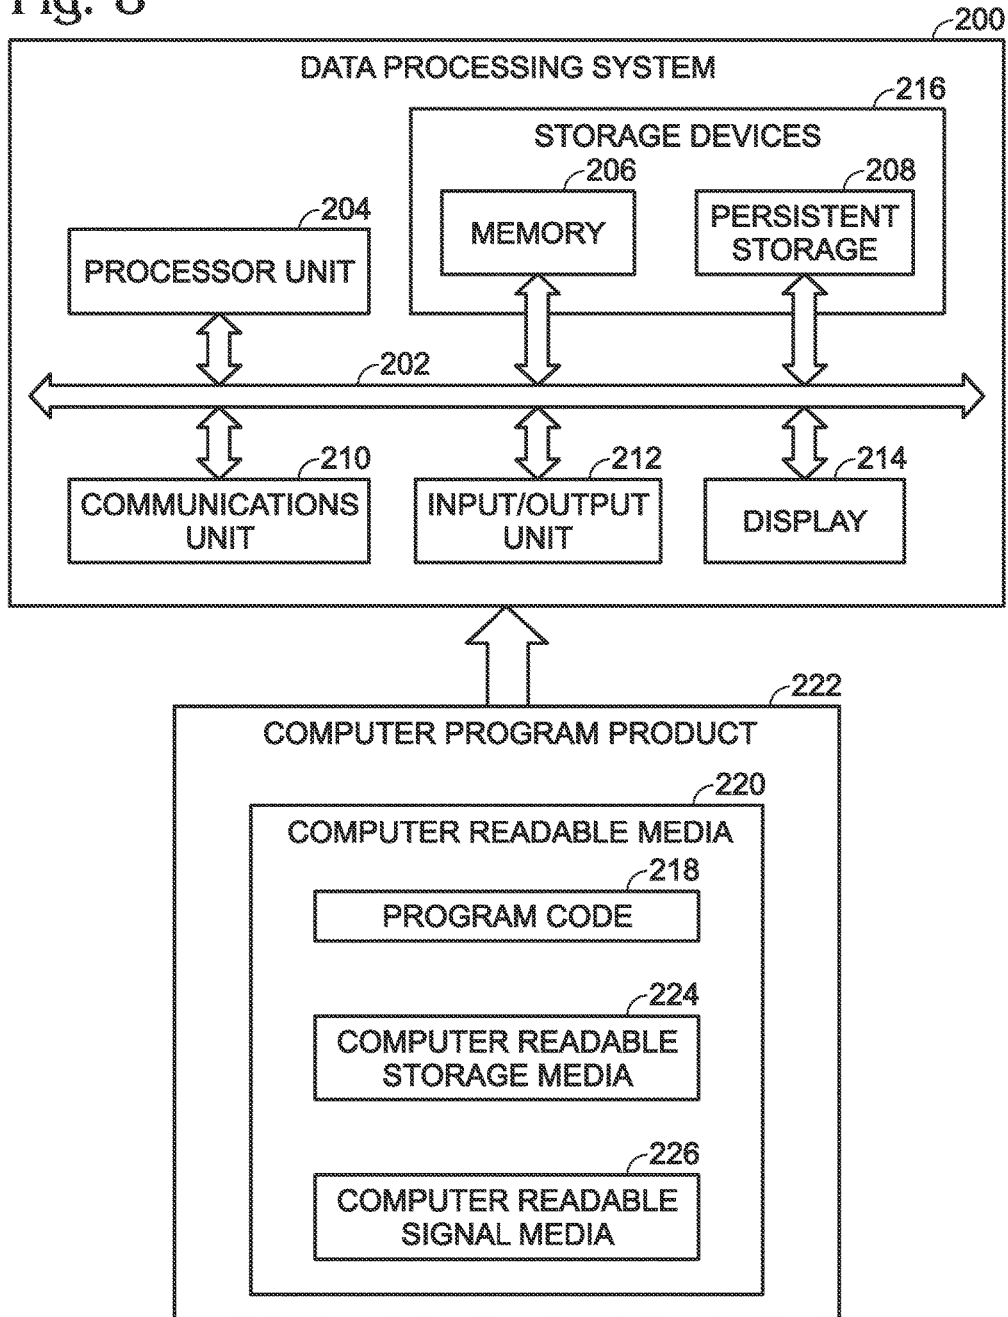 Fig. 8
200
DATA PROCESSING SYSTEM
216
STORAGE DEVICES
206
MEMORY
208
PERSISTENT
STORAGE
204
PROCESSOR UNIT
202
210
COMMUNICATIONS
UNIT
212
INPUT/OUTPUT
UNIT
214
DISPLAY
222
COMPUTER PROGRAM PRODUCT
220
COMPUTER READABLE MEDIA
218
PROGRAM CODE
224
COMPUTER READABLE
STORAGE MEDIA
226
COMPUTER READABLE
SIGNAL MEDIA